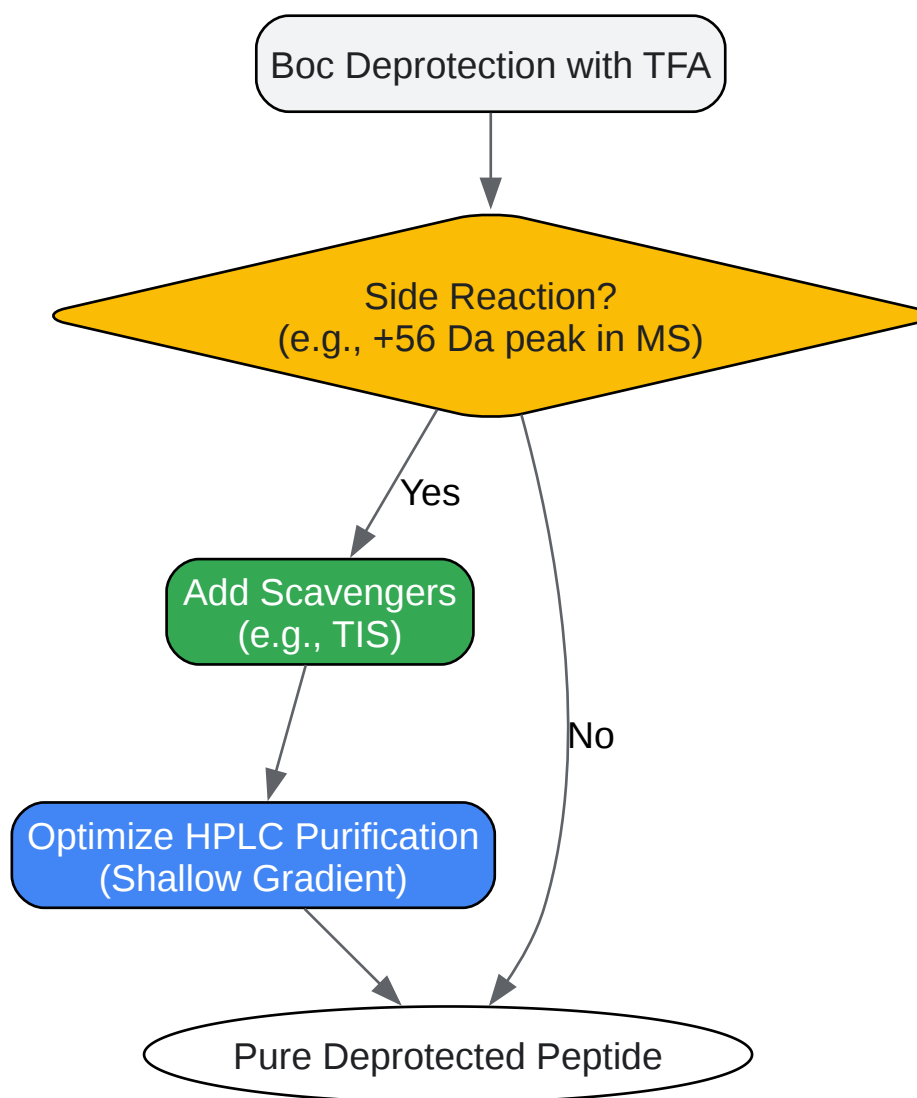 Boc Deprotection with TFA
Side Reaction?
(e.g., +56 Da peak in MS)
Yes
Add Scavengers
(e.g., TIS)
No
Optimize HPLC Purification
(Shallow Gradient)
Pure Deprotected Peptide